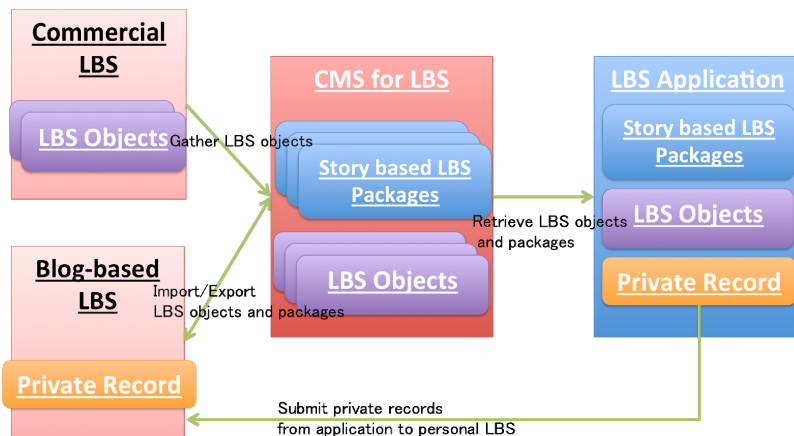 Commercial
LBS
LBS Objects
Gather LBS objects
Blog-based
LBS
Import/Export
LBS objects and packages
Private Record
CMS for LBS
Story based LBS
Packages
LBS Objects
Retrieve LBS objects
and packages
LBS Application
Story based LBS
Packages
LBS Objects
Private Record
Submit private records
from application to personal LBS